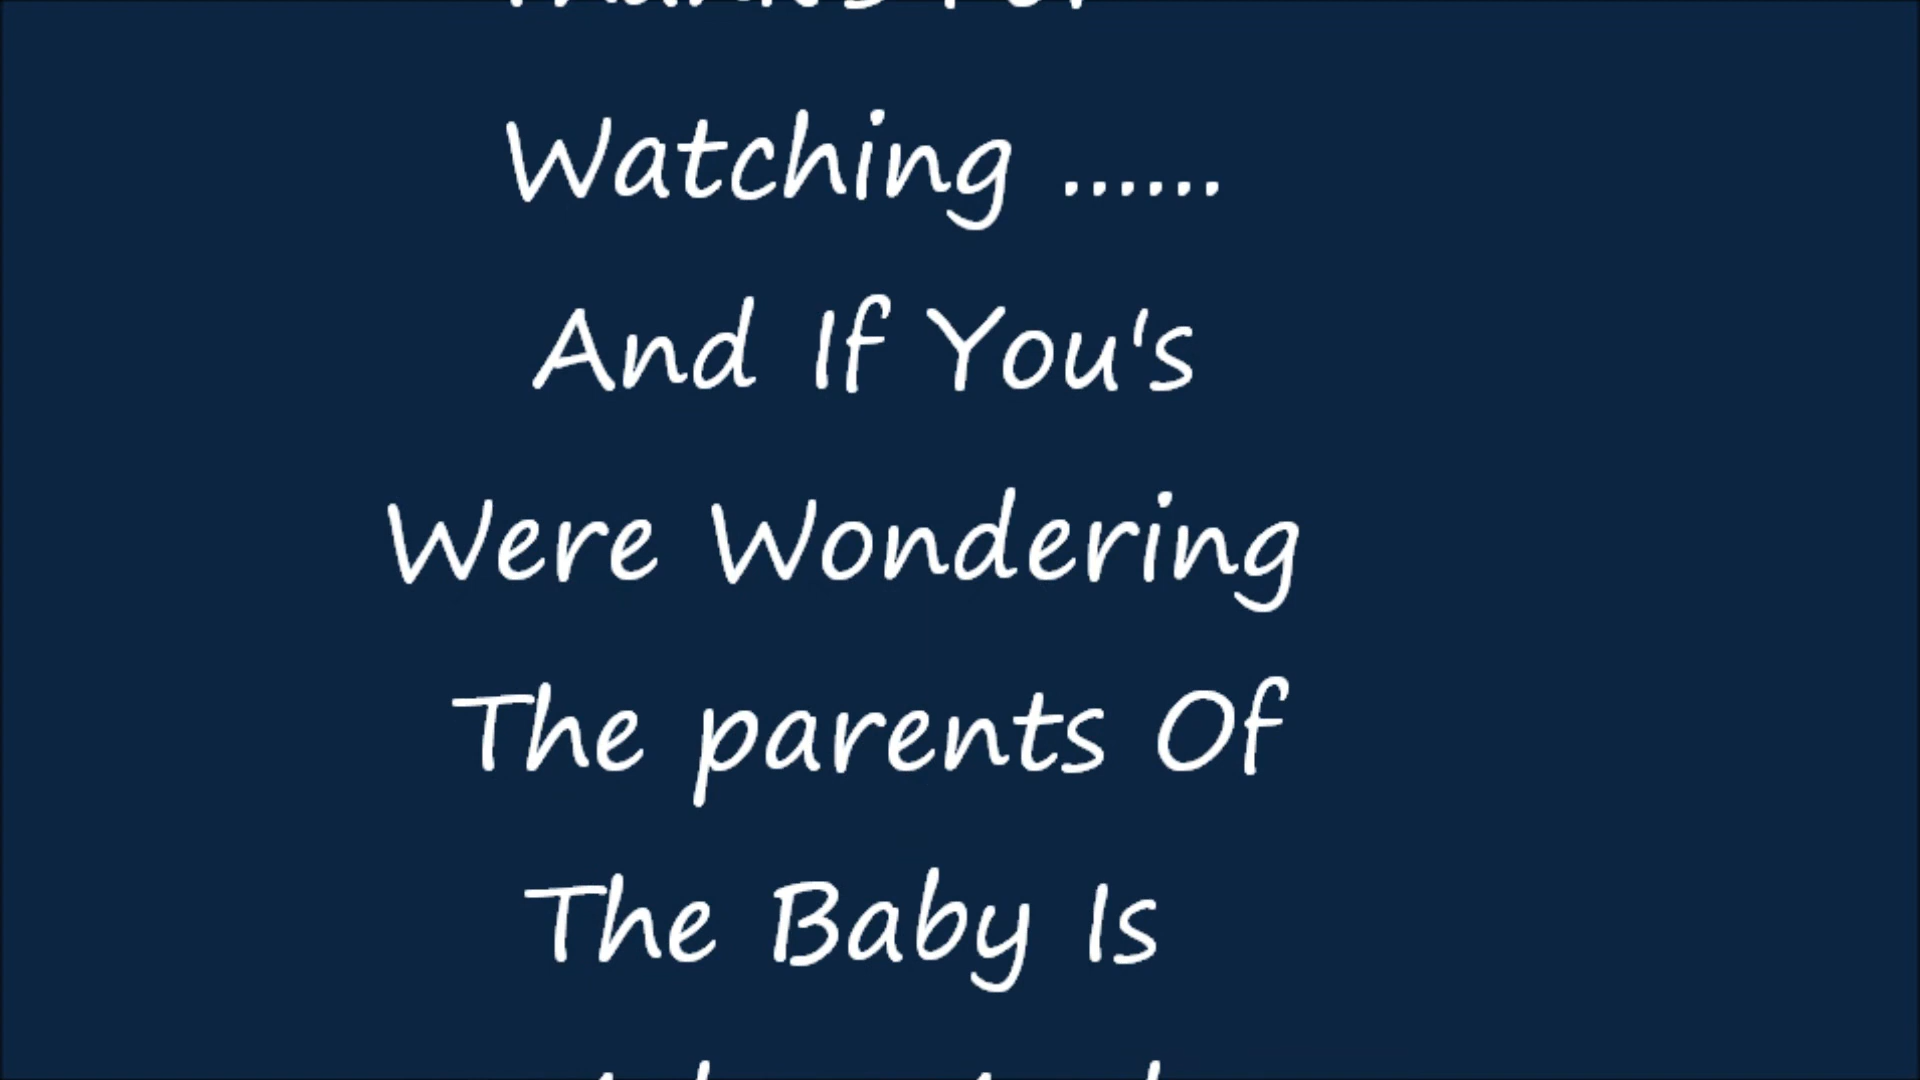 Watching ......
And If You's
Were Wondering
The parents Of
The Baby Is